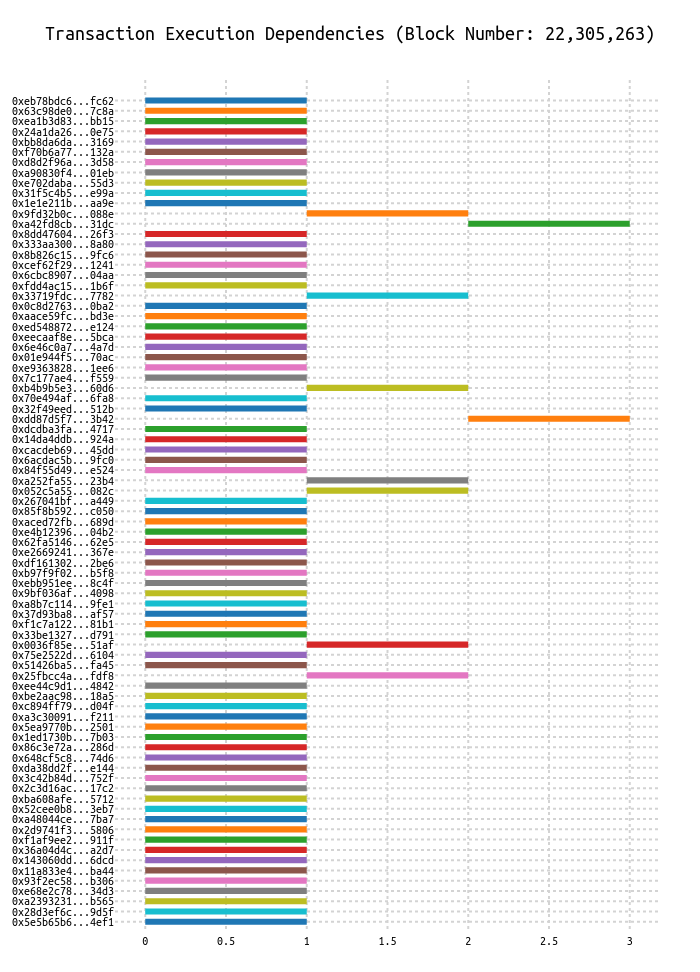 Transaction Execution Dependencies (Block Number: 22,305,263)
0xeb78bdc6...fc62
0x63c98de0...7c8a
0xea1b3d83...bb15
0x24a1da26...0e75
0xbb8da6da...3169
0xf70b6a77...132a
0xd8d2f96a...3d58
0xa90830f4...01eb
0xe702daba...55d3
0x31f5c4b5...e99a
0x1e1e211b...aa9e
0x9fd32b0c...088e
0xa42fd8cb...31dc
0x8dd47604...26f3
0x333aa300...8a80
0x8b826c15...9fc6
0xcef62f29...1241
0x6cbc8907...04aa
0xfdd4ac15...1b6f
0x33719fdc...7782
0x0c8d2763...0ba2
0xaace59fc...bd3e
0xed548872...e124
0xeecaaf8e...5bca
0x6e46c0a7...4a7d
0x01e944f5...70ac
0xe9363828...1ee6
0x7c177ae4...f559
0xb4b9b5e3...60d6
0x70e494af...6fa8
0x32f49eed...512b
0xdd87d5f7...3b42
0xdcdba3fa...4717
0x14da4ddb...924a
0xcacdeb69...45dd
0x6acdac5b...9fc0
0x84f55d49...e524
0xa252fa55...23b4
0x052c5a55...082c
0x267041bf...a449
0x85f8b592...c050
0xaced72fb...689d
0xe4b12396...04b2
0x62fa5146...62e5
0xe2669241...367e
0xdf161302...2be6
0xb97f9f02...b5f8
0xebb951ee...8c4f
0x9bf036af...4098
0xa8b7c114...9fe1
0x37d93ba8...af57
0xf1c7a122...81b1
0x33be1327...d791
0x0036f85e...51af
0x75e2522d...6104
0x51426ba5...fa45
0x25fbcc4a...fdf8
0xee44c9d1...4842
0xbe2aac98...18a5
0xc894ff79...d04f
0xa3c30091...f211
0x5ea9770b...2501
0x1ed1730b...7b03
0x86c3e72a...286d
0x648cf5c8...74d6
0xda38dd2f...e144
0x3c42b84d...752f
0x2c3d16ac...17c2
0xba608afe...5712
0x52cee0b8...3eb7
0xa48044ce...7ba7
0x2d9741f3...5806
0xf1af9ee2...911f
0x36a04d4c...a2d7
0x143060dd...6dcd
0x11a833e4...ba44
0x93f2ec58...b306
0xe68e2c78...34d3
0xa2393231...b565
0x28d3ef6c...9d5f
0x5e5b65b6...4ef1
0 0.5 1 1.5 2 2.5 3